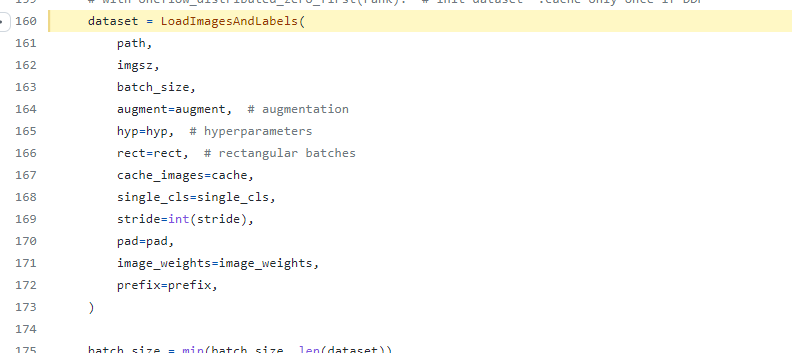 # with oneflow_distributed_zero_first(rank):  # init dataset *.cache only once if DDP
160 dataset = LoadImagesAndLabels(
161 path,
162 imgsz,
163 batch_size,
164 augment=augment,  # augmentation
165 hyp=hyp,  # hyperparameters
166 rect=rect,  # rectangular batches
167 cache_images=cache,
168 single_cls=single_cls,
169 stride=int(stride),
170 pad=pad,
171 image_weights=image_weights,
172 prefix=prefix,
173 )
174
175 batch_size = min(batch_size, len(dataset))